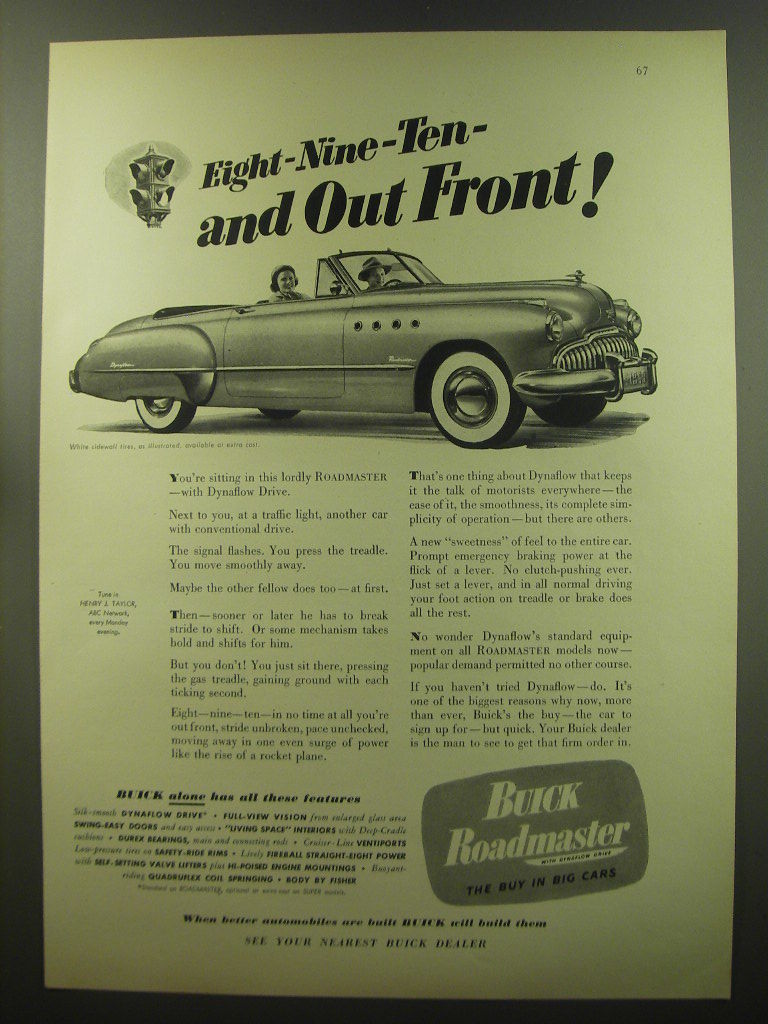 67
Eight-Nine-Ten-
and Out Front!
Dynaflow
Roadmaster
White sidewall tires, as illustrated, available at extra cost.
You're sitting in this lordly ROADMASTER
—with Dynaflow Drive.
Next to you, at a traffic light, another car
with conventional drive.
The signal flashes. You press the treadle.
You move smoothly away.
Maybe the other fellow does too—at first.
Then—sooner or later he has to break
stride to shift. Or some mechanism takes
hold and shifts for him.
But you don't! You just sit there, pressing
the gas treadle, gaining ground with each
ticking second.
Eight—nine—ten—in no time at all you're
out front, stride unbroken, pace unchecked,
moving away in one even surge of power
like the rise of a rocket plane.
Tune in
HENRY J. TAYLOR,
ABC Network,
every Monday
evening.
That's one thing about Dynaflow that keeps
it the talk of motorists everywhere—the
ease of it, the smoothness, its complete sim-
plicity of operation—but there are others.
A new "sweetness" of feel to the entire car.
Prompt emergency braking power at the
flick of a lever. No clutch-pushing ever.
Just set a lever, and in all normal driving
your foot action on treadle or brake does
all the rest.
No wonder Dynaflow's standard equip-
ment on all ROADMASTER models now—
popular demand permitted no other course.
If you haven't tried Dynaflow—do. It's
one of the biggest reasons why now, more
than ever, Buick's the buy—the car to
sign up for—but quick. Your Buick dealer
is the man to see to get that firm order in.
BUICK alone has all these features
Silk-smooth DYNAFLOW DRIVE* • FULL-VIEW VISION from enlarged glass area
SWING-EASY DOORS and easy access • "LIVING SPACE" INTERIORS with Deep-Cradle
cushions • DUREX BEARINGS, main and connecting rods • Cruiser-Line VENTIPORTS
Low-pressure tires on SAFETY-RIDE RIMS • Lively FIREBALL STRAIGHT-EIGHT POWER
with SELF-SETTING VALVE LIFTERS plus HI-POISED ENGINE MOUNTINGS • Buoyant-
riding QUADRUFLEX COIL SPRINGING • BODY BY FISHER
*Standard on ROADMASTER, optional at extra cost on SUPER models.
BUICK
Roadmaster
WITH DYNAFLOW DRIVE
THE BUY IN BIG CARS
When better automobiles are built BUICK will build them
SEE YOUR NEAREST BUICK DEALER